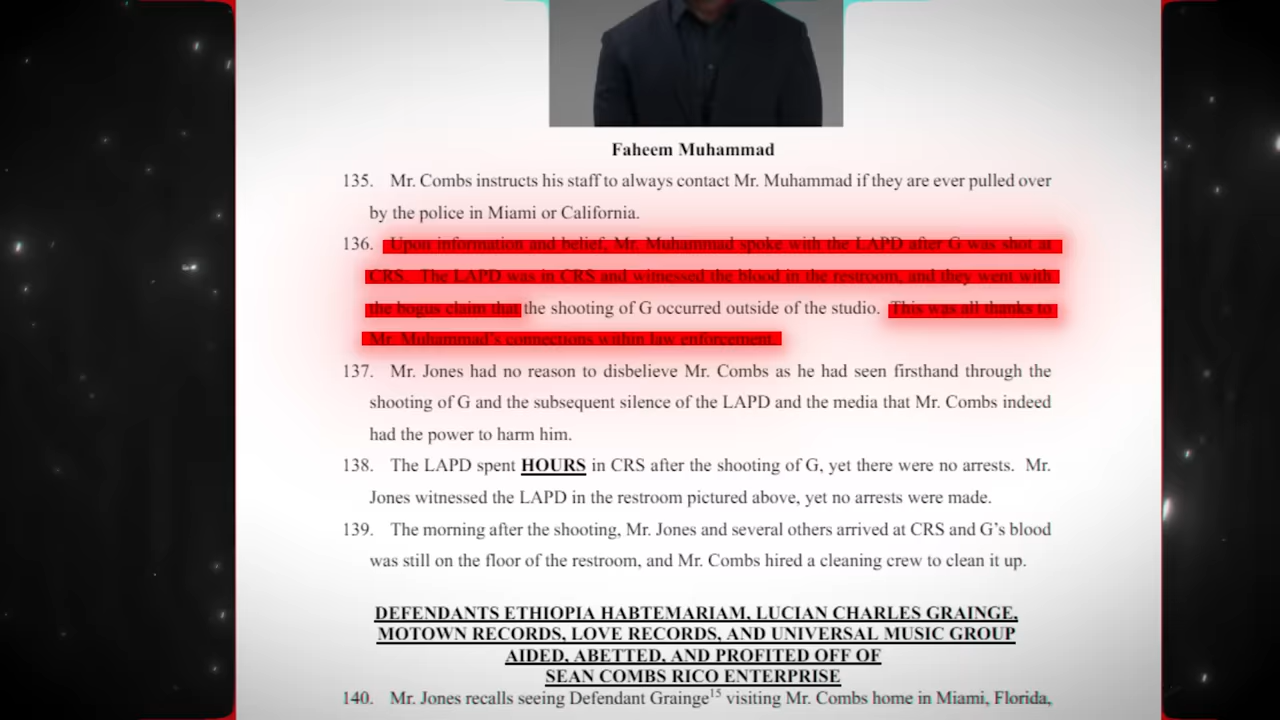 Faheem Muhammad
135. Mr. Combs instructs his staff to always contact Mr. Muhammad if they are ever pulled over
by the police in Miami or California.
136. Upon information and belief, Mr. Muhammad spoke with the LAPD after G was shot at
CRS. The LAPD was in CRS and witnessed the blood in the restroom, and they went with
the bogus claim that the shooting of G occurred outside of the studio. This was all thanks to
Mr. Muhammad's connections within law enforcement.
137. Mr. Jones had no reason to disbelieve Mr. Combs as he had seen firsthand through the
shooting of G and the subsequent silence of the LAPD and the media that Mr. Combs indeed
had the power to harm him.
138. The LAPD spent HOURS in CRS after the shooting of G, yet there were no arrests. Mr.
Jones witnessed the LAPD in the restroom pictured above, yet no arrests were made.
139. The morning after the shooting, Mr. Jones and several others arrived at CRS and G's blood
was still on the floor of the restroom, and Mr. Combs hired a cleaning crew to clean it up.
DEFENDANTS ETHIOPIA HABTEMARIAM, LUCIAN CHARLES GRAINGE,
MOTOWN RECORDS, LOVE RECORDS, AND UNIVERSAL MUSIC GROUP
AIDED, ABETTED, AND PROFITED OFF OF
SEAN COMBS RICO ENTERPRISE
140. Mr. Jones recalls seeing Defendant Grainge15 visiting Mr. Combs home in Miami, Florida,